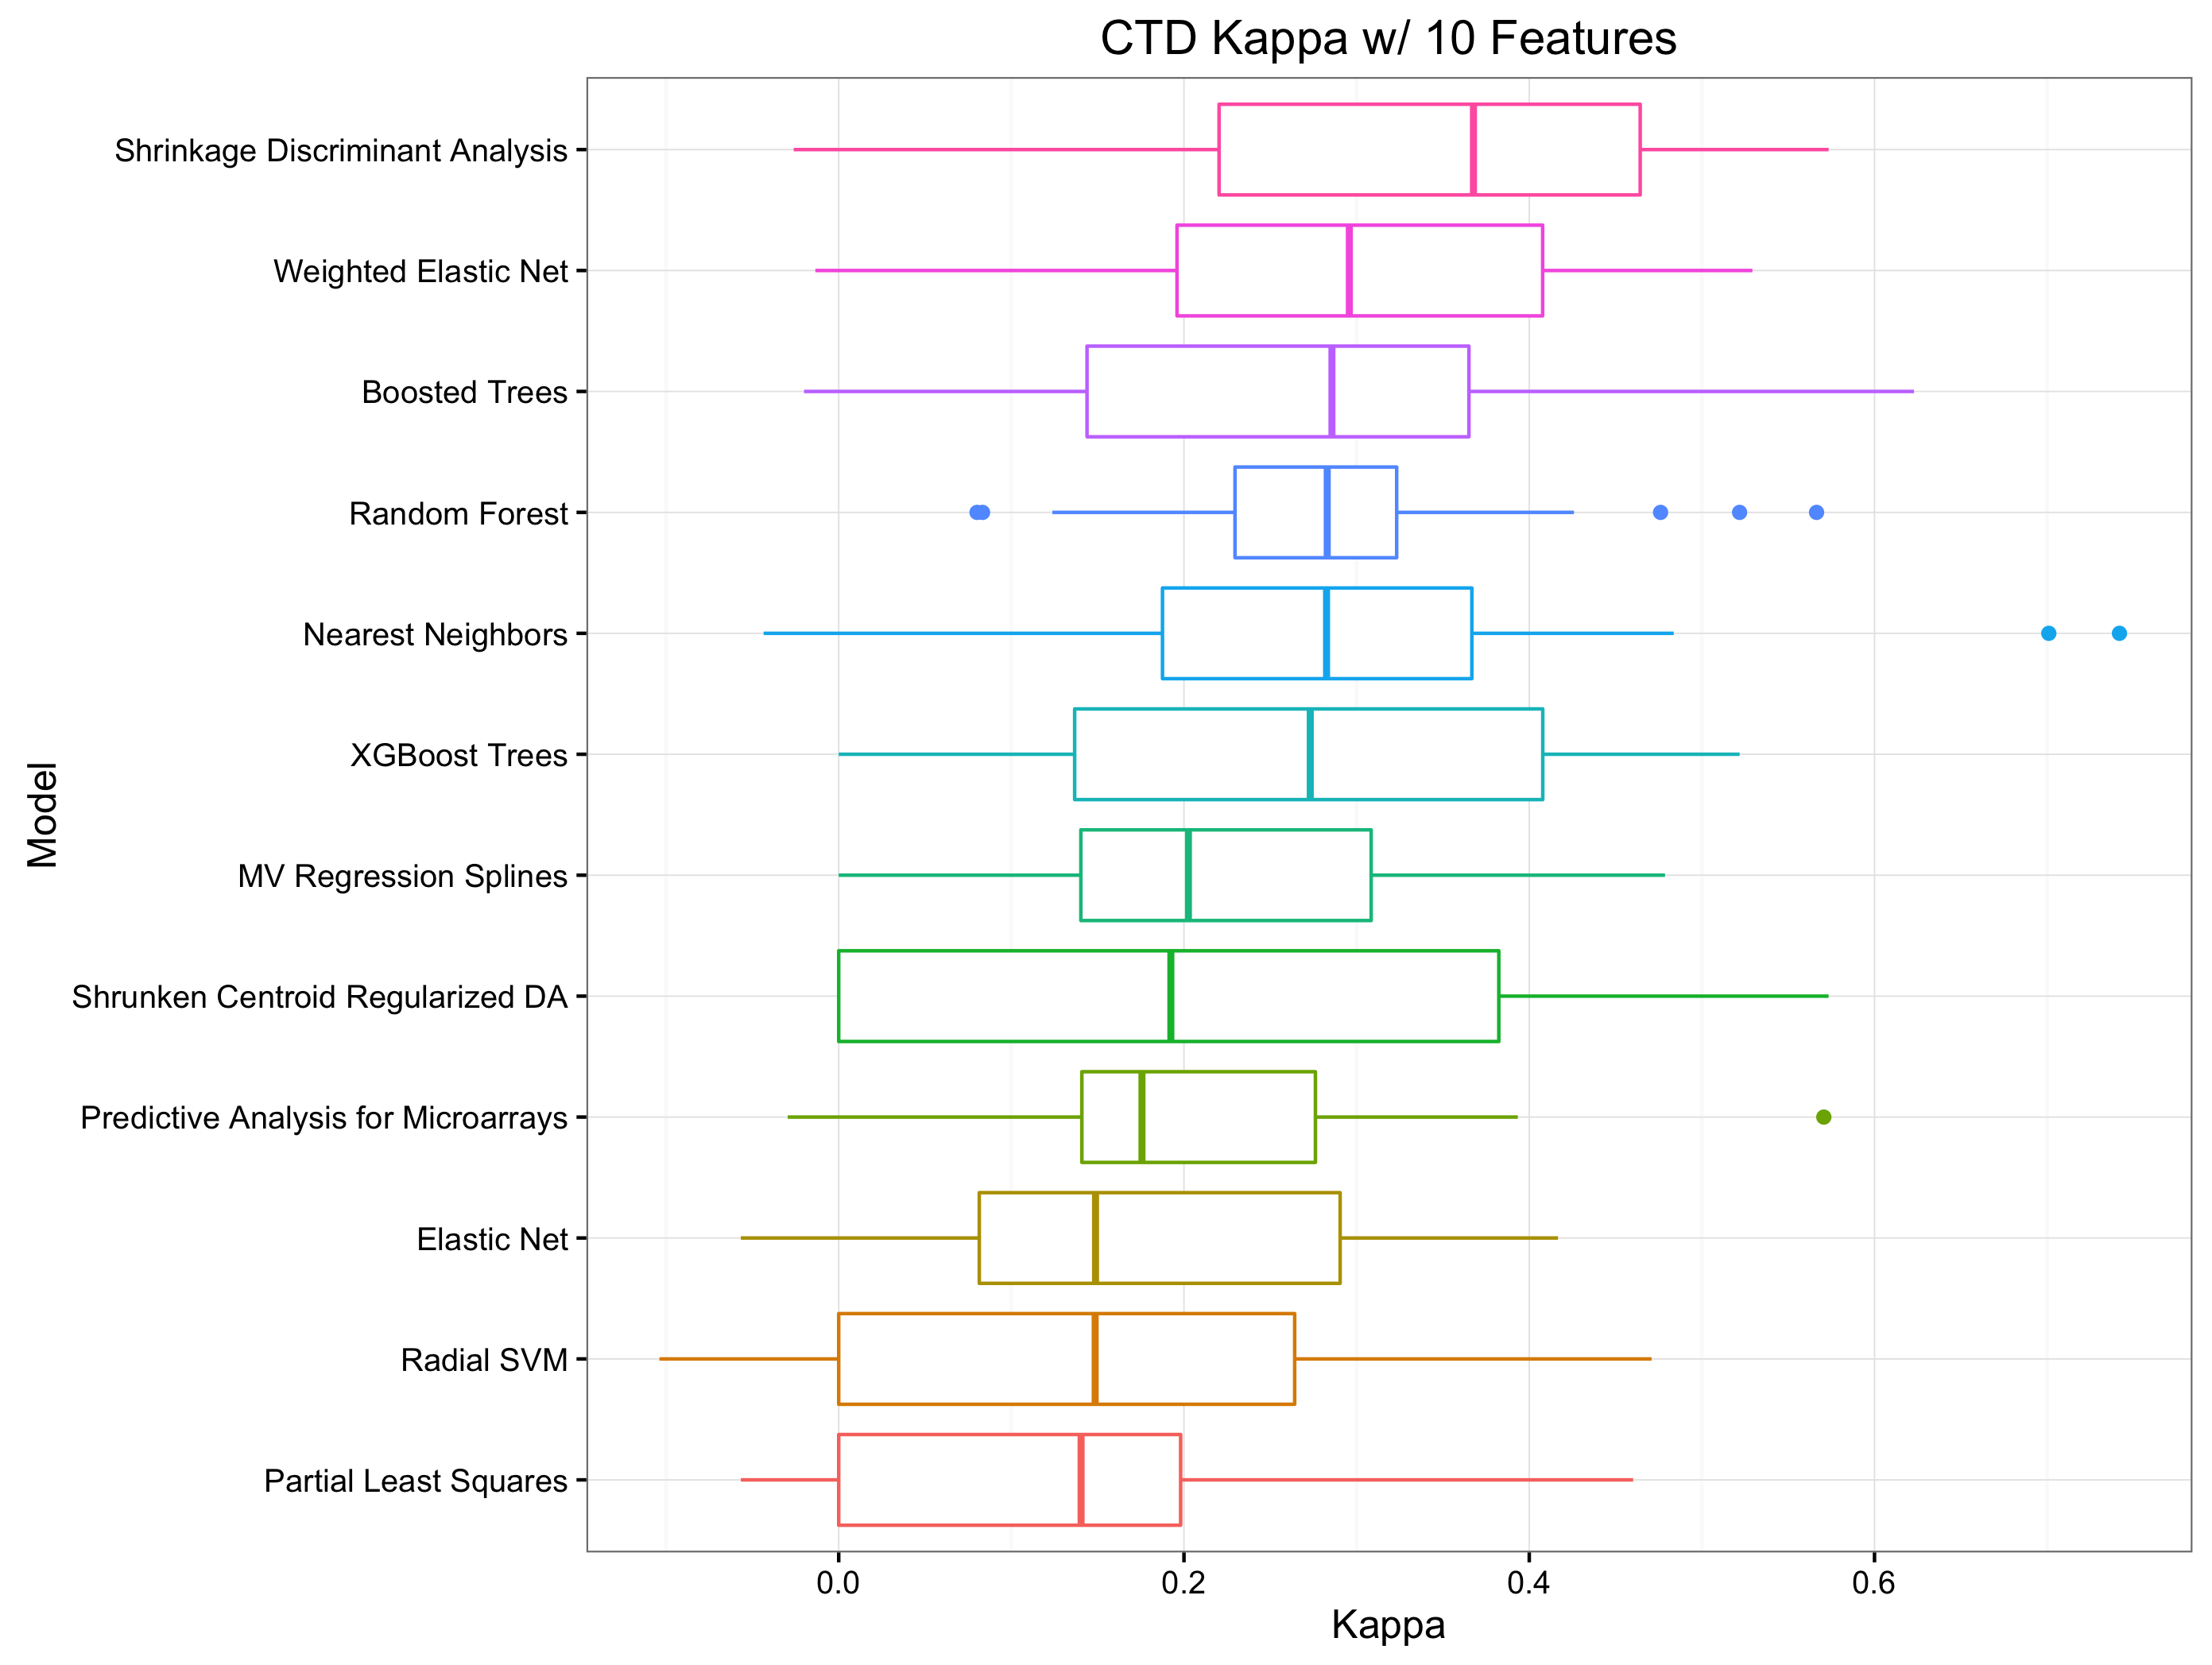 CTD Kappa w/ 10 Features
Shrinkage Discriminant Analysis
Weighted Elastic Net
Boosted Trees
Random Forest
Nearest Neighbors
XGBoost Trees
MV Regression Splines
Shrunken Centroid Regularized DA
Predictive Analysis for Microarrays
Elastic Net
Radial SVM
Partial Least Squares
Model
0.0 0.2 0.4 0.6
Kappa